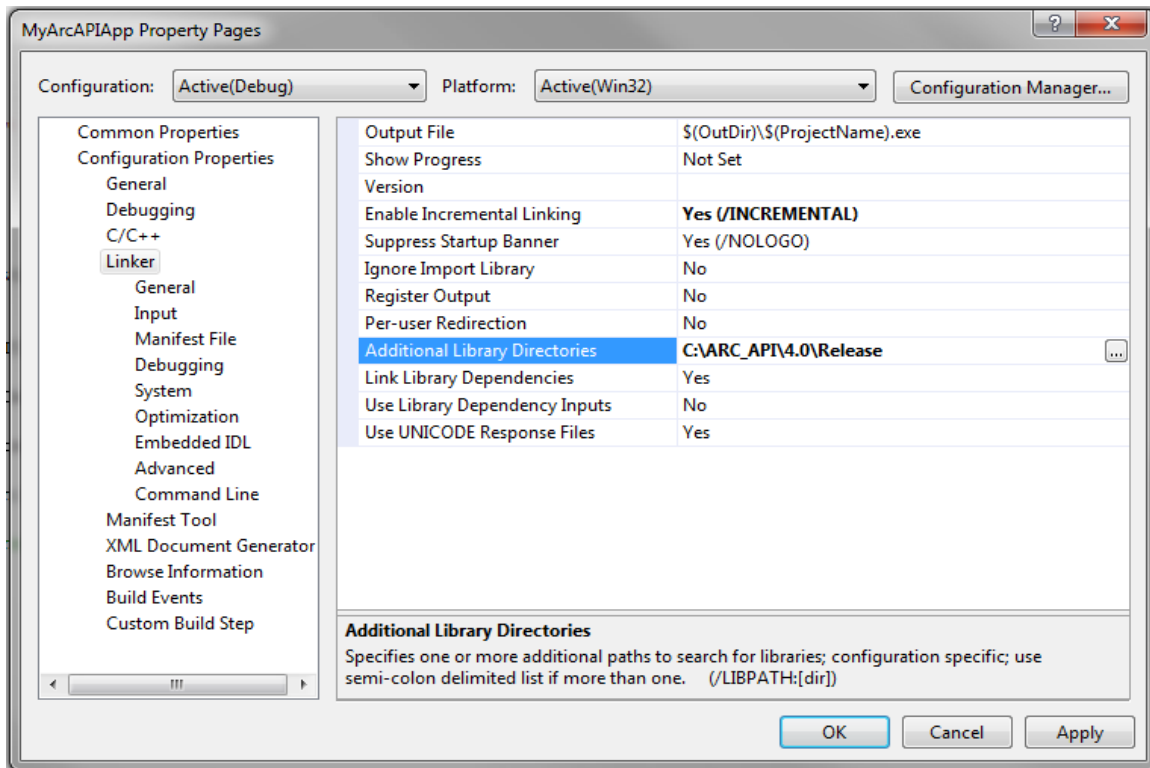 MyArcAPIApp Property Pages
Configuration: Active(Debug) Platform: Active(Win32) Configuration Manager...
Common Properties
Configuration Properties
General
Debugging
C/C++
Linker
General
Input
Manifest File
Debugging
System
Optimization
Embedded IDL
Advanced
Command Line
Manifest Tool
XML Document Generator
Browse Information
Build Events
Custom Build Step
Output File $(OutDir)\$(ProjectName).exe
Show Progress Not Set
Version
Enable Incremental Linking Yes (/INCREMENTAL)
Suppress Startup Banner Yes (/NOLOGO)
Ignore Import Library No
Register Output No
Per-user Redirection No
Additional Library Directories C:\ARC_API\4.0\Release ...
Link Library Dependencies Yes
Use Library Dependency Inputs No
Use UNICODE Response Files Yes
Additional Library Directories
Specifies one or more additional paths to search for libraries; configuration specific; use
semi-colon delimited list if more than one. (/LIBPATH:[dir])
OK Cancel Apply